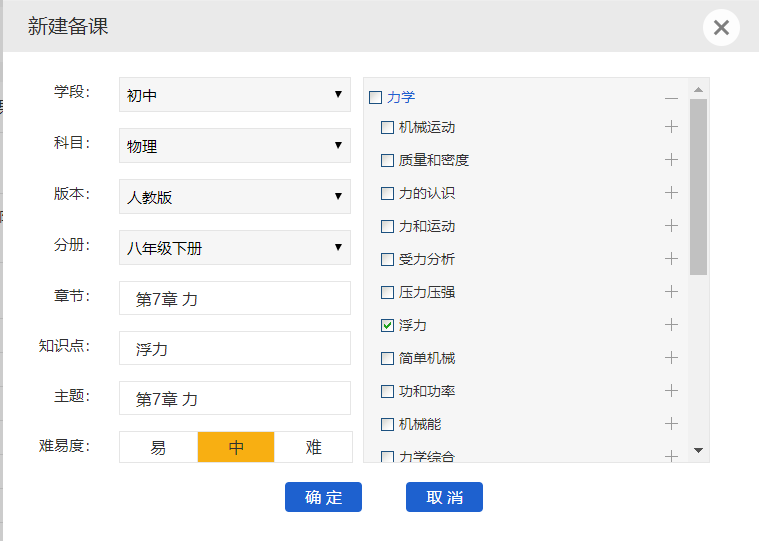 新建备课
学段：
初中
科目：
物理
版本：
人教版
分册：
八年级下册
章节：
第7章 力
知识点：
浮力
主题：
第7章 力
难易度：
易 中 难
力学
机械运动
质量和密度
力的认识
力和运动
受力分析
压力压强
浮力
简单机械
功和功率
机械能
力学综合
确 定
取 消